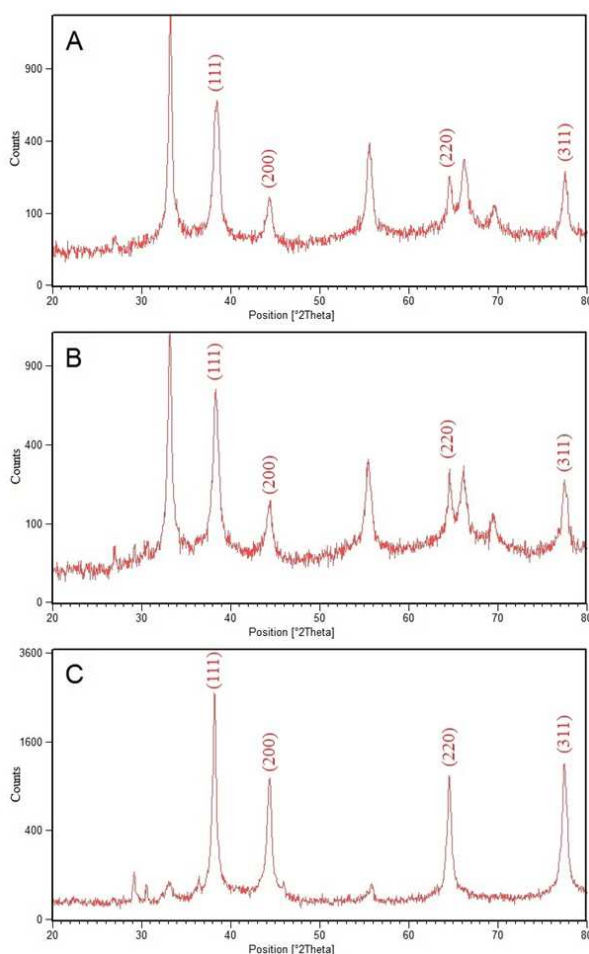 A
900
400
100
0
Counts
(111)
(200)
(220)
(311)
20 30 40 50 60 70 80
Position [°2Theta]
B
900
400
100
0
Counts
(111)
(200)
(220)
(311)
20 30 40 50 60 70 80
Position [°2Theta]
C
3600
1600
400
0
Counts
(111)
(200)
(220)
(311)
20 30 40 50 60 70 80
Position [°2Theta]